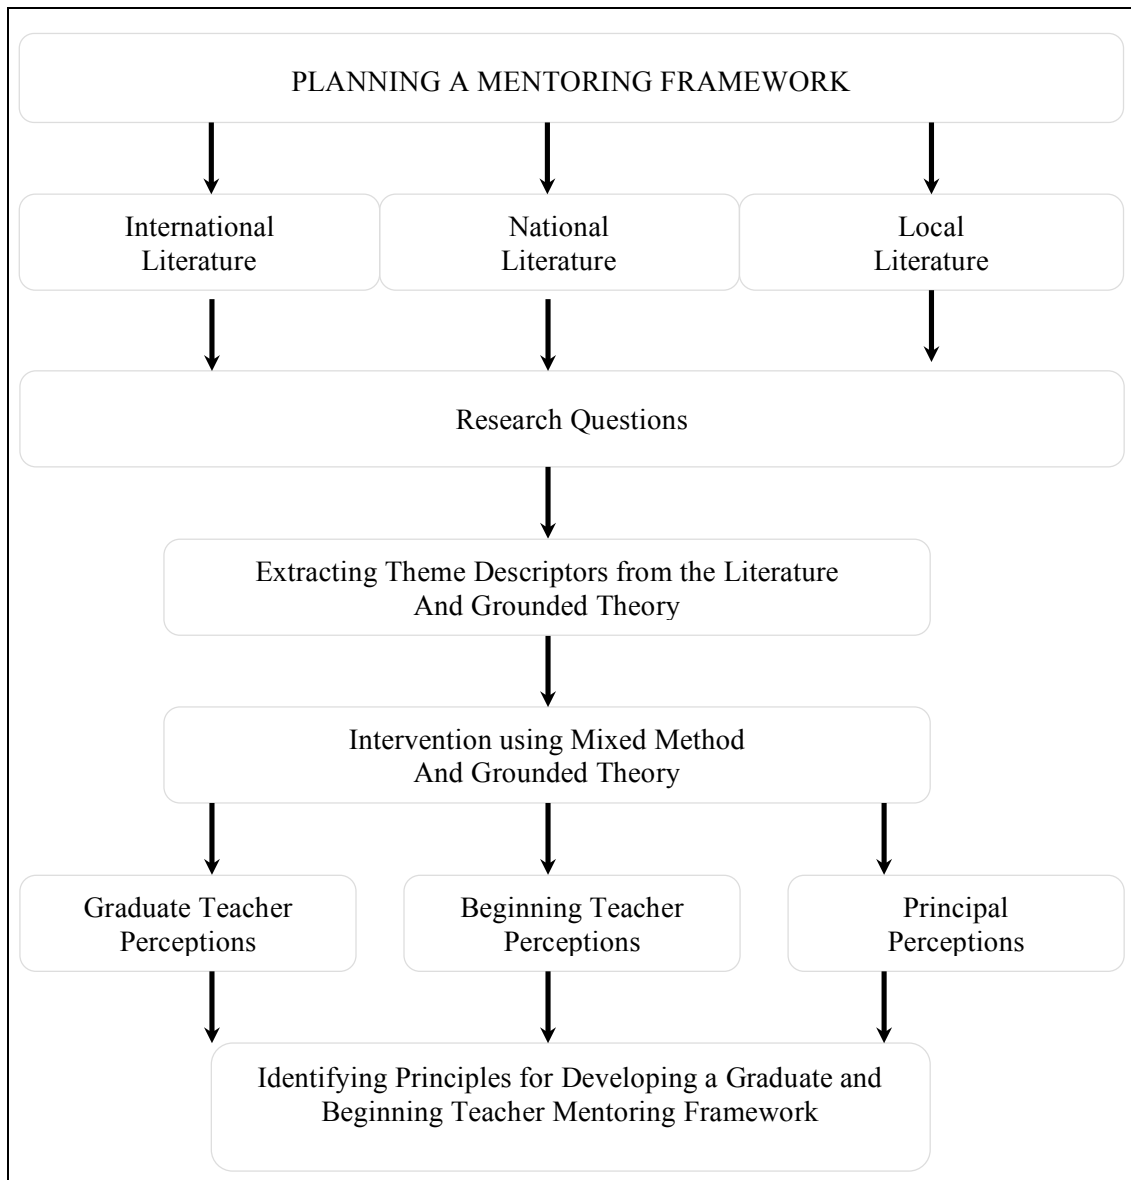 PLANNING A MENTORING FRAMEWORK
International
Literature
National
Literature
Local
Literature
Research Questions
Extracting Theme Descriptors from the Literature
And Grounded Theory
Intervention using Mixed Method
And Grounded Theory
Graduate Teacher
Perceptions
Beginning Teacher
Perceptions
Principal
Perceptions
Identifying Principles for Developing a Graduate and
Beginning Teacher Mentoring Framework